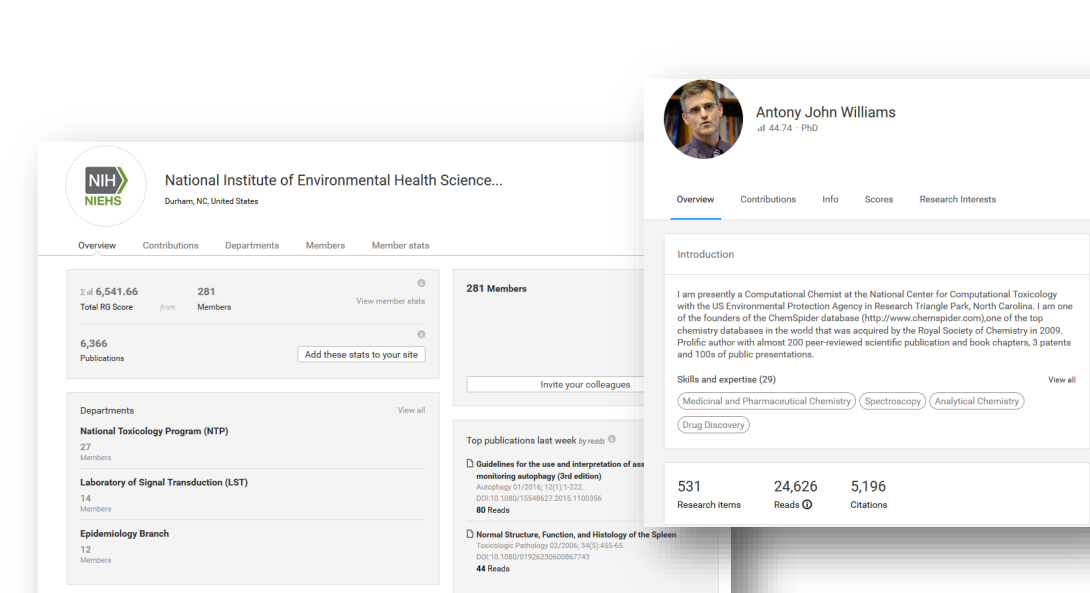 NIH
NIEHS
National Institute of Environmental Health Science...
Durham, NC, United States
Overview Contributions Departments Members Member stats
Σ 6,541.66 281
Total RG Score from Members
View member stats
6,366
Publications
Add these stats to your site
Departments View all
National Toxicology Program (NTP)
27
Members
Laboratory of Signal Transduction (LST)
14
Members
Epidemiology Branch
12
Members
281 Members
Invite your colleagues
Top publications last week by reads
Guidelines for the use and interpretation of ass
monitoring autophagy (3rd edition)
Autophagy 01/2016; 12(1):1-222.
DOI:10.1080/15548627.2015.1100356
80 Reads
Normal Structure, Function, and Histology of the Spleen
Toxicologic Pathology 02/2006; 34(5):455-65.
DOI:10.1080/01926230600867743
44 Reads
Antony John Williams
44.74 · PhD
Overview Contributions Info Scores Research Interests
Introduction
I am presently a Computational Chemist at the National Center for Computational Toxicology
with the US Environmental Protection Agency in Research Triangle Park, North Carolina. I am one
of the founders of the ChemSpider database (http://www.chemspider.com),one of the top
chemistry databases in the world that was acquired by the Royal Society of Chemistry in 2009.
Prolific author with almost 200 peer-reviewed scientific publication and book chapters, 3 patents
and 100s of public presentations.
Skills and expertise (29) View all
Medicinal and Pharmaceutical Chemistry Spectroscopy Analytical Chemistry
Drug Discovery
531 24,626 5,196
Research items Reads Citations